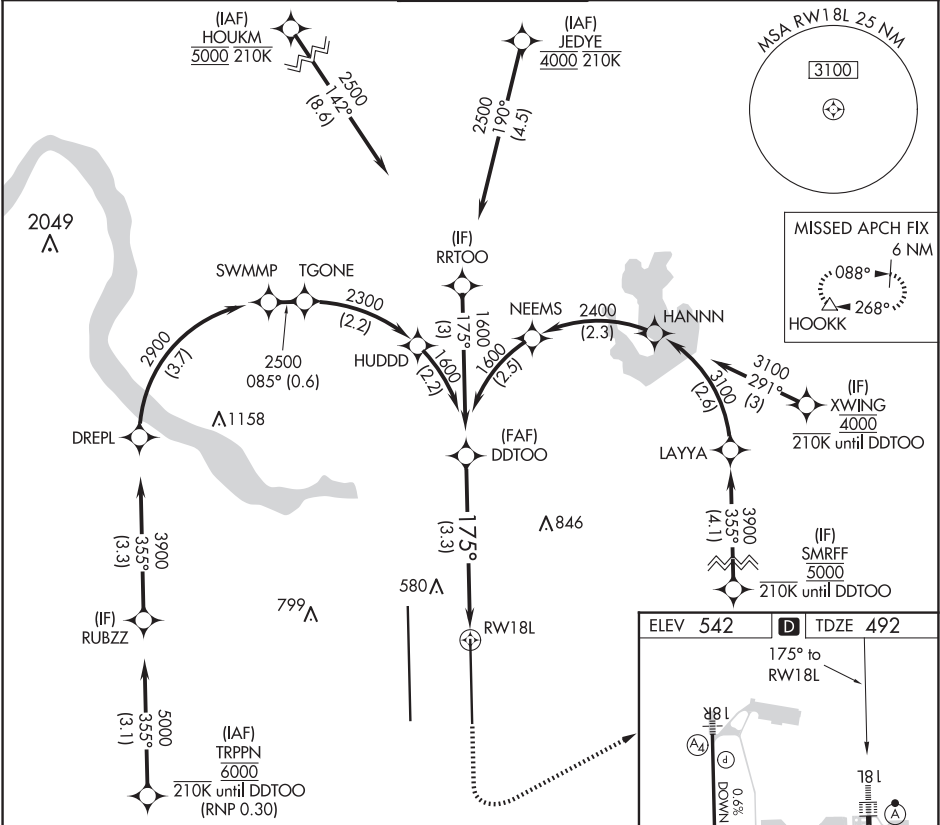 (IAF)
HOUKM
5000 210K
2500
142°
(8.6)
(IAF)
JEDYE
4000 210K
2500
190°
(4.5)
MSA RW18L 25 NM
3100
2049
MISSED APCH FIX
6 NM
088°
268°
HOOKK
(IF)
RRTOO
SWMMP
TGONE
2300
(2.2)
NEEMS
2400
(2.3)
HANNN
1600
175°
(3)
2900
(3.7)
2500
085° (0.6)
HUDDD
1600
(2.2)
1600
(2.5)
3100
(2.6)
3100
291°
(3)
(IF)
XWING
4000
210K until DDTOO
1158
DREPL
(FAF)
DDTOO
LAYYA
175°
(3.3)
846
3900
355°
(4.1)
3900
355°
(3.3)
(IF)
SMRFF
5000
210K until DDTOO
580
799
(IF)
RUBZZ
RW18L
ELEV 542
D
TDZE 492
175° to
RW18L
5000
355°
(3.1)
(IAF)
TRPPN
6000
210K until DDTOO
(RNP 0.30)
18R
A4
P
0.6%
DOWN
18L
A